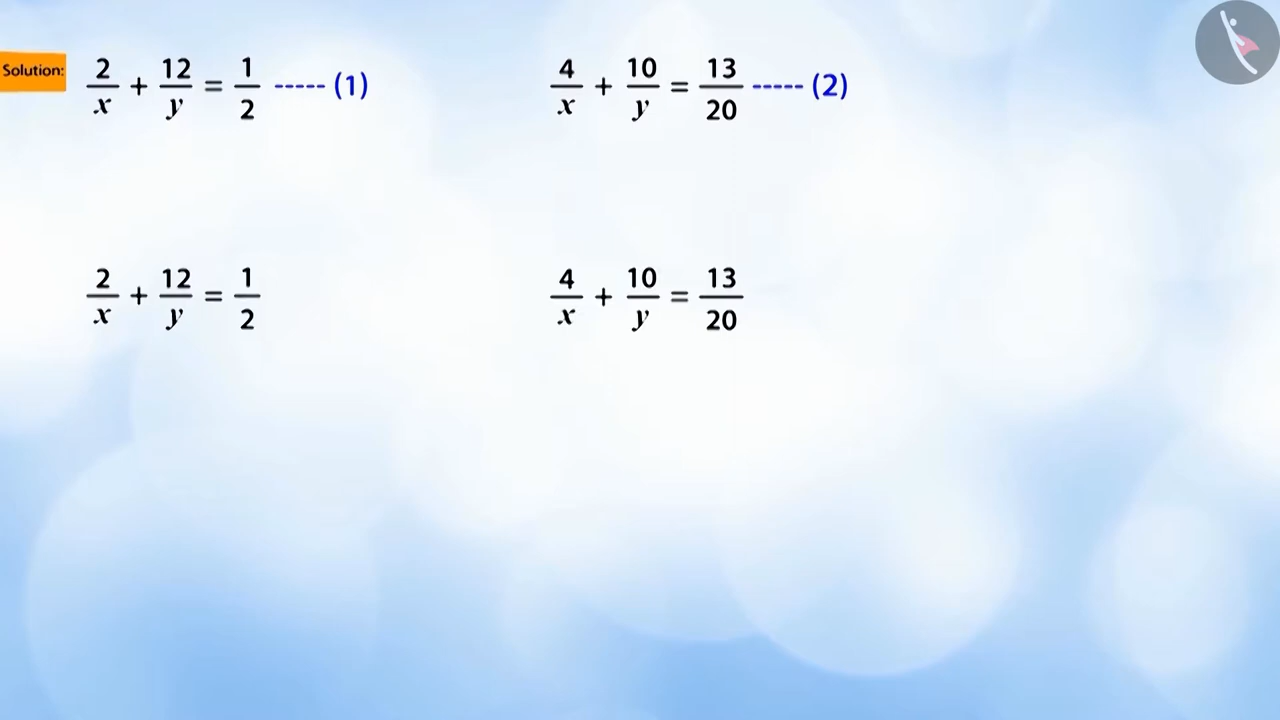 Solution: 2/x + 12/y = 1/2 ----- (1)
4/x + 10/y = 13/20 ----- (2)
2/x + 12/y = 1/2
4/x + 10/y = 13/20